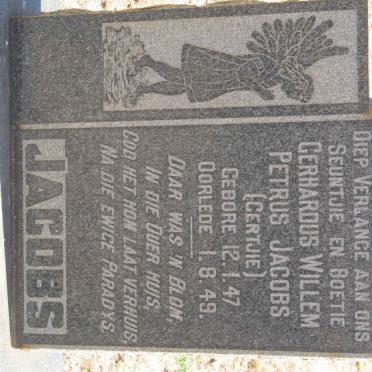 DIEP VERLANGE AAN ONS
SEUNTJIE EN BOETIE
GERHARDUS WILLEM
PETRUS JACOBS
(GERTJIE)
GEBORE 12.1.47
OORLEDE 1.8.49.
DAAR WAS 'N BLOM,
IN DIE OUER HUIS,
GOD HET HOM LAAT VERHUIS,
NA DIE EWIGE PARADYS.
JACOBS